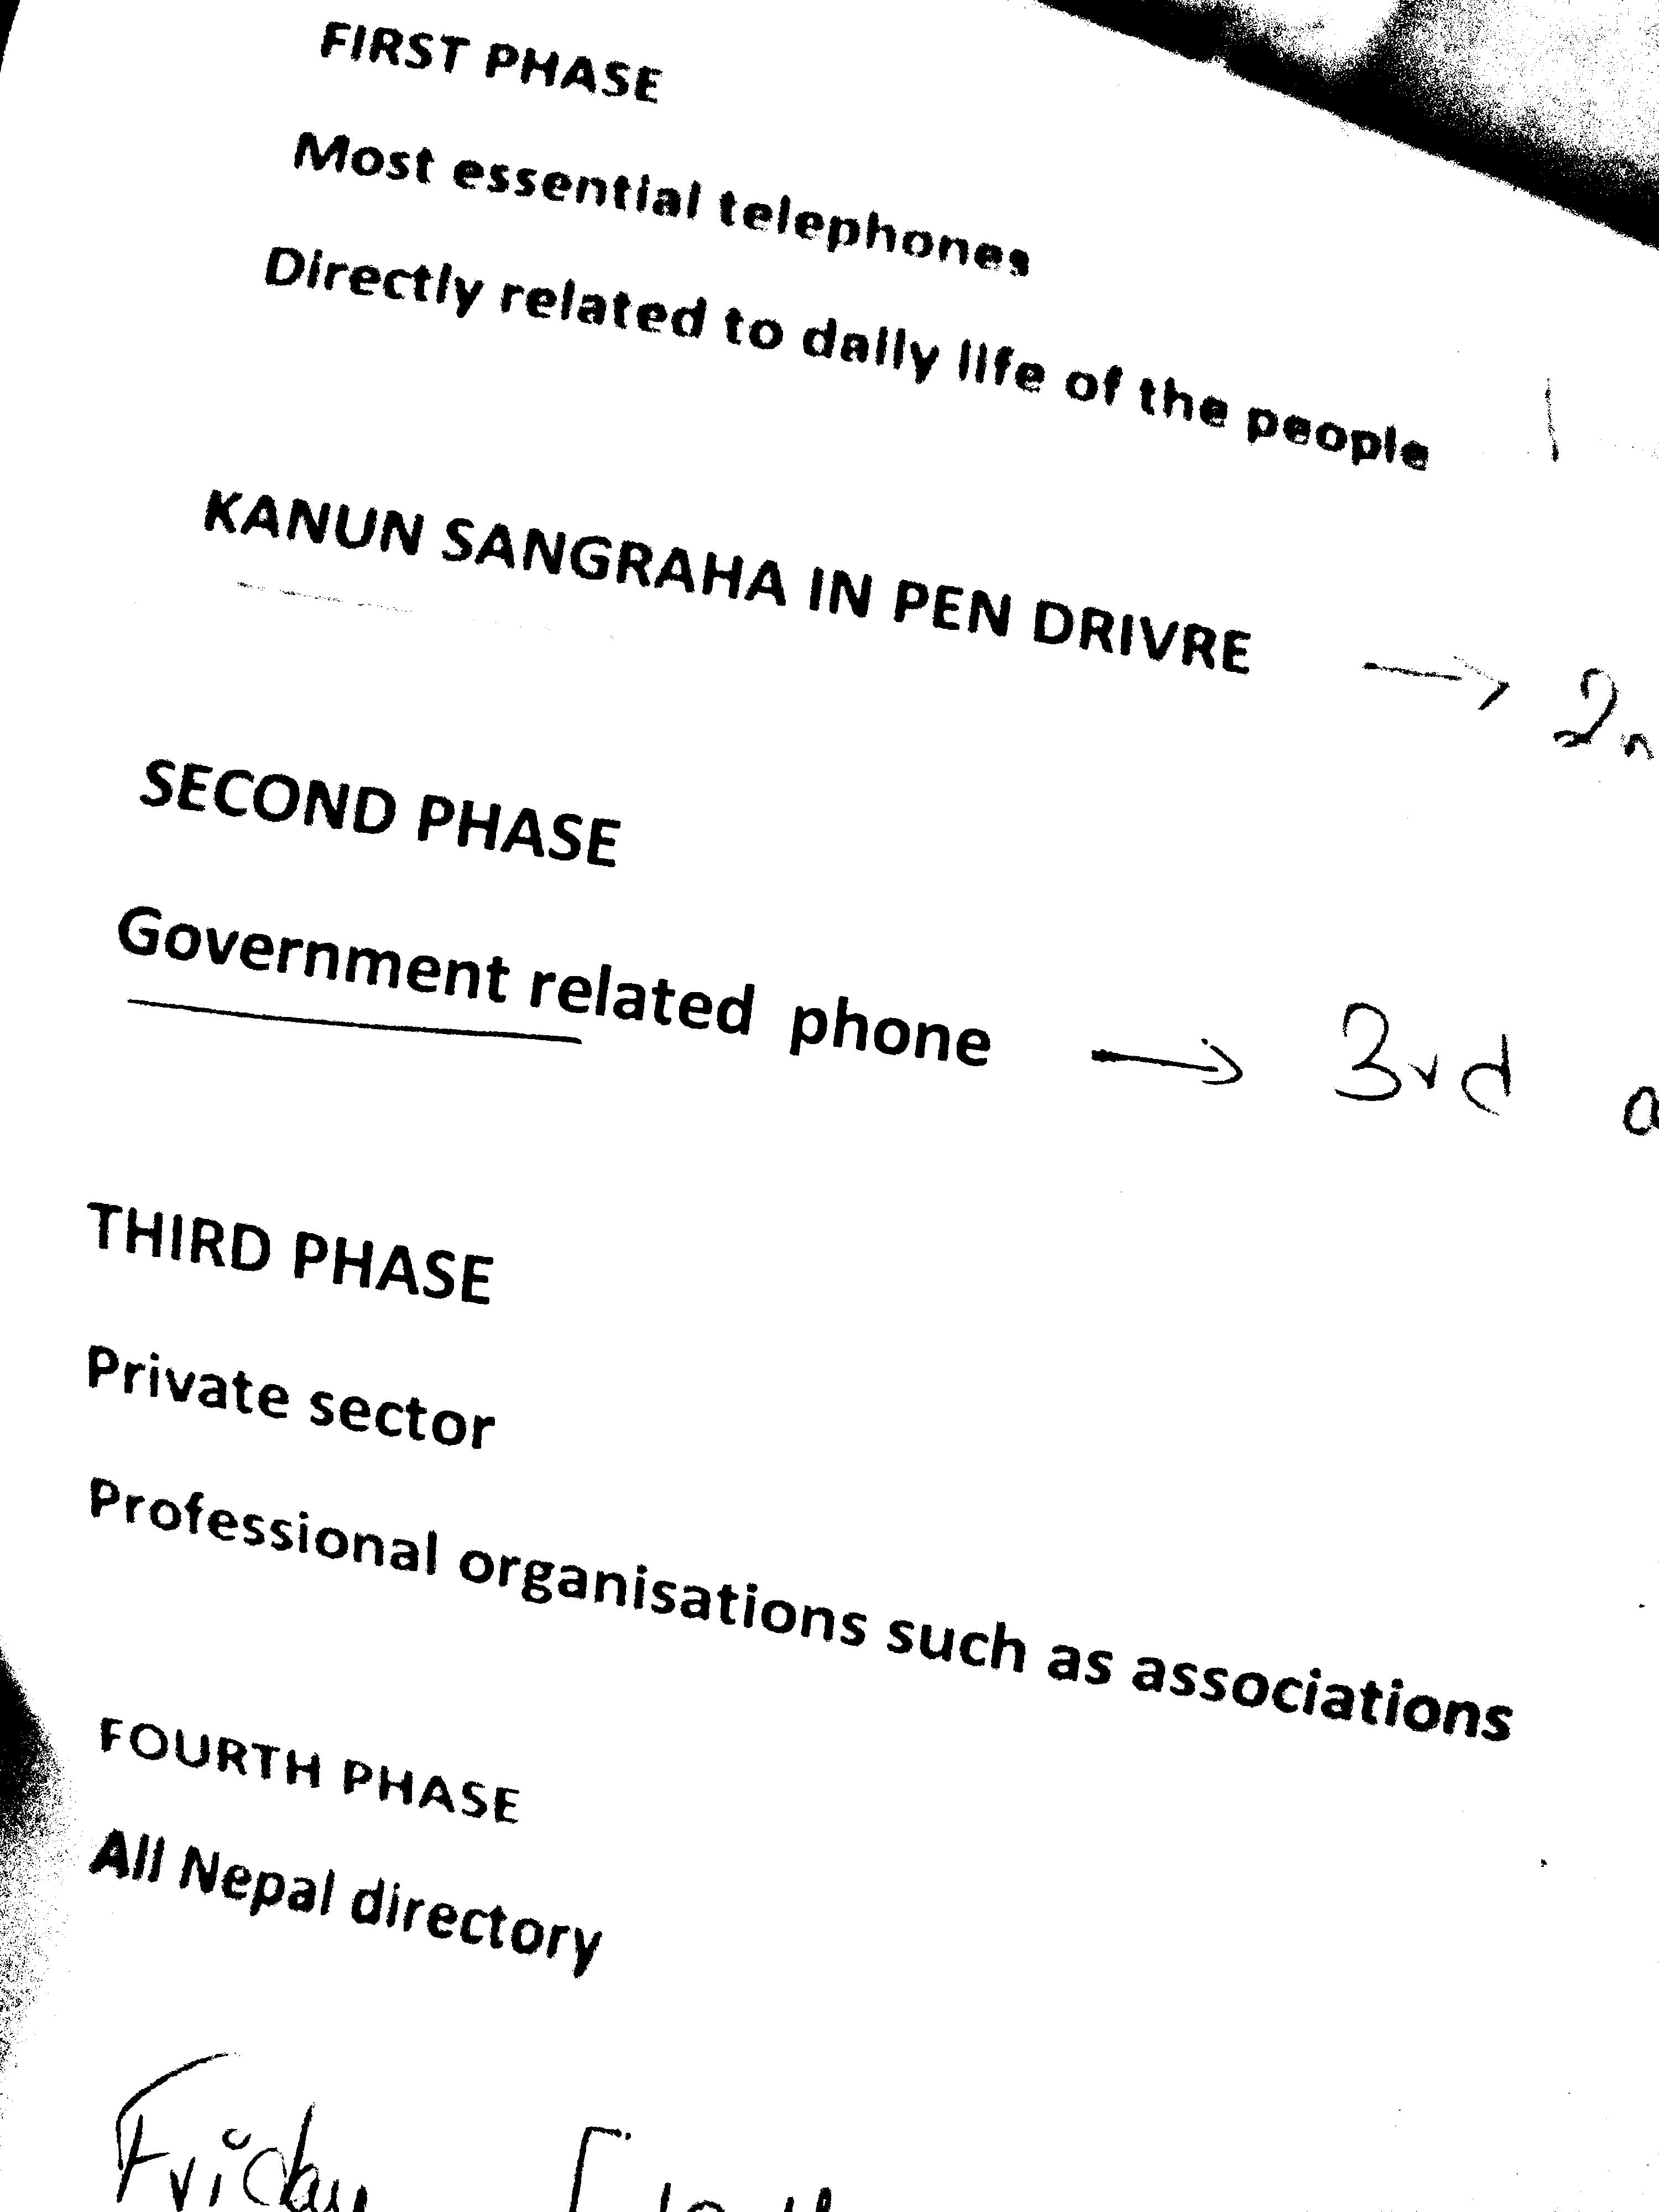 FIRST PHASE
Most essential telephones
Directly related to daily life of the people
KANUN SANGRAHA IN PEN DRIVRE → 2n
SECOND PHASE
Government related phone → 3rd
THIRD PHASE
Private sector
Professional organisations such as associations
FOURTH PHASE
All Nepal directory
Friday